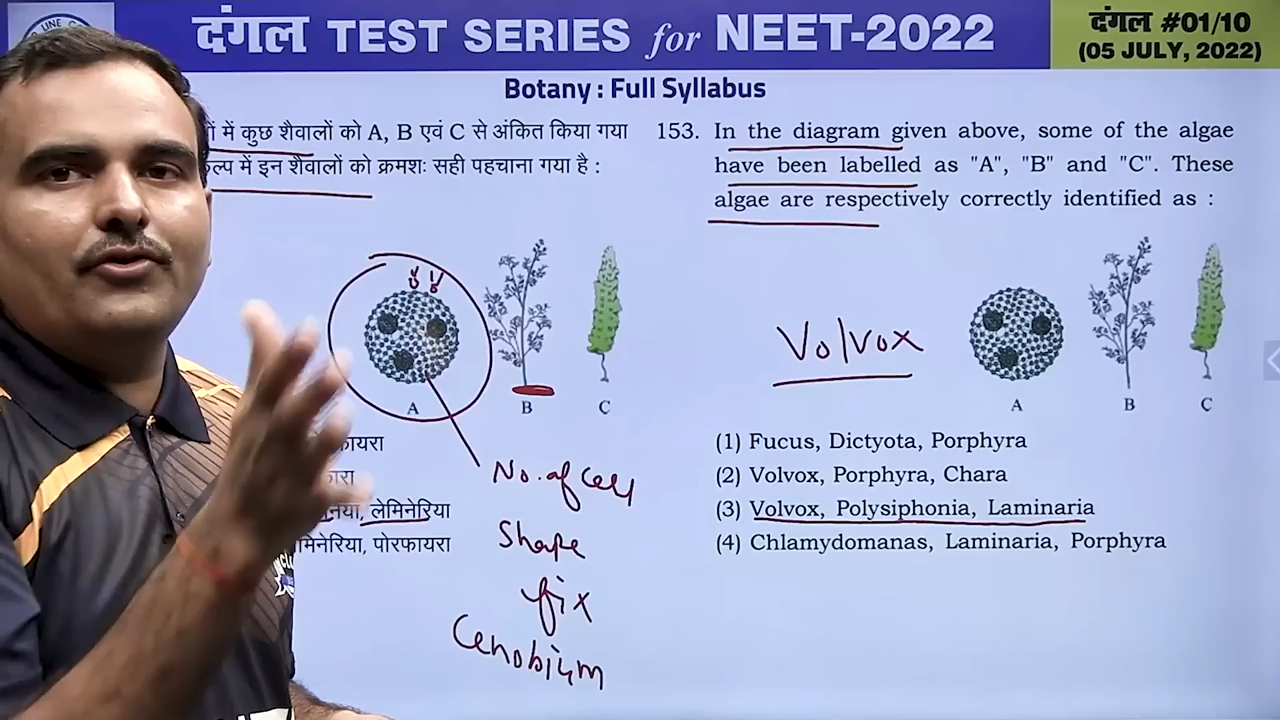 LINE
दंगल TEST SERIES for NEET-2022
दंगल #01/10
(05 JULY, 2022)
Botany : Full Syllabus
में कुछ शैवालों को A, B एवं C से अंकित किया गया
में इन शैवालों को क्रमशः सही पहचाना गया है :
A
B
C
लेमिनेरिया
पोरफायरा
No. of Cell
Shape
fix
Cenobium
153. In the diagram given above, some of the algae
have been labelled as "A", "B" and "C". These
algae are respectively correctly identified as :
Volvox
A
B
C
(1) Fucus, Dictyota, Porphyra
(2) Volvox, Porphyra, Chara
(3) Volvox, Polysiphonia, Laminaria
(4) Chlamydomanas, Laminaria, Porphyra